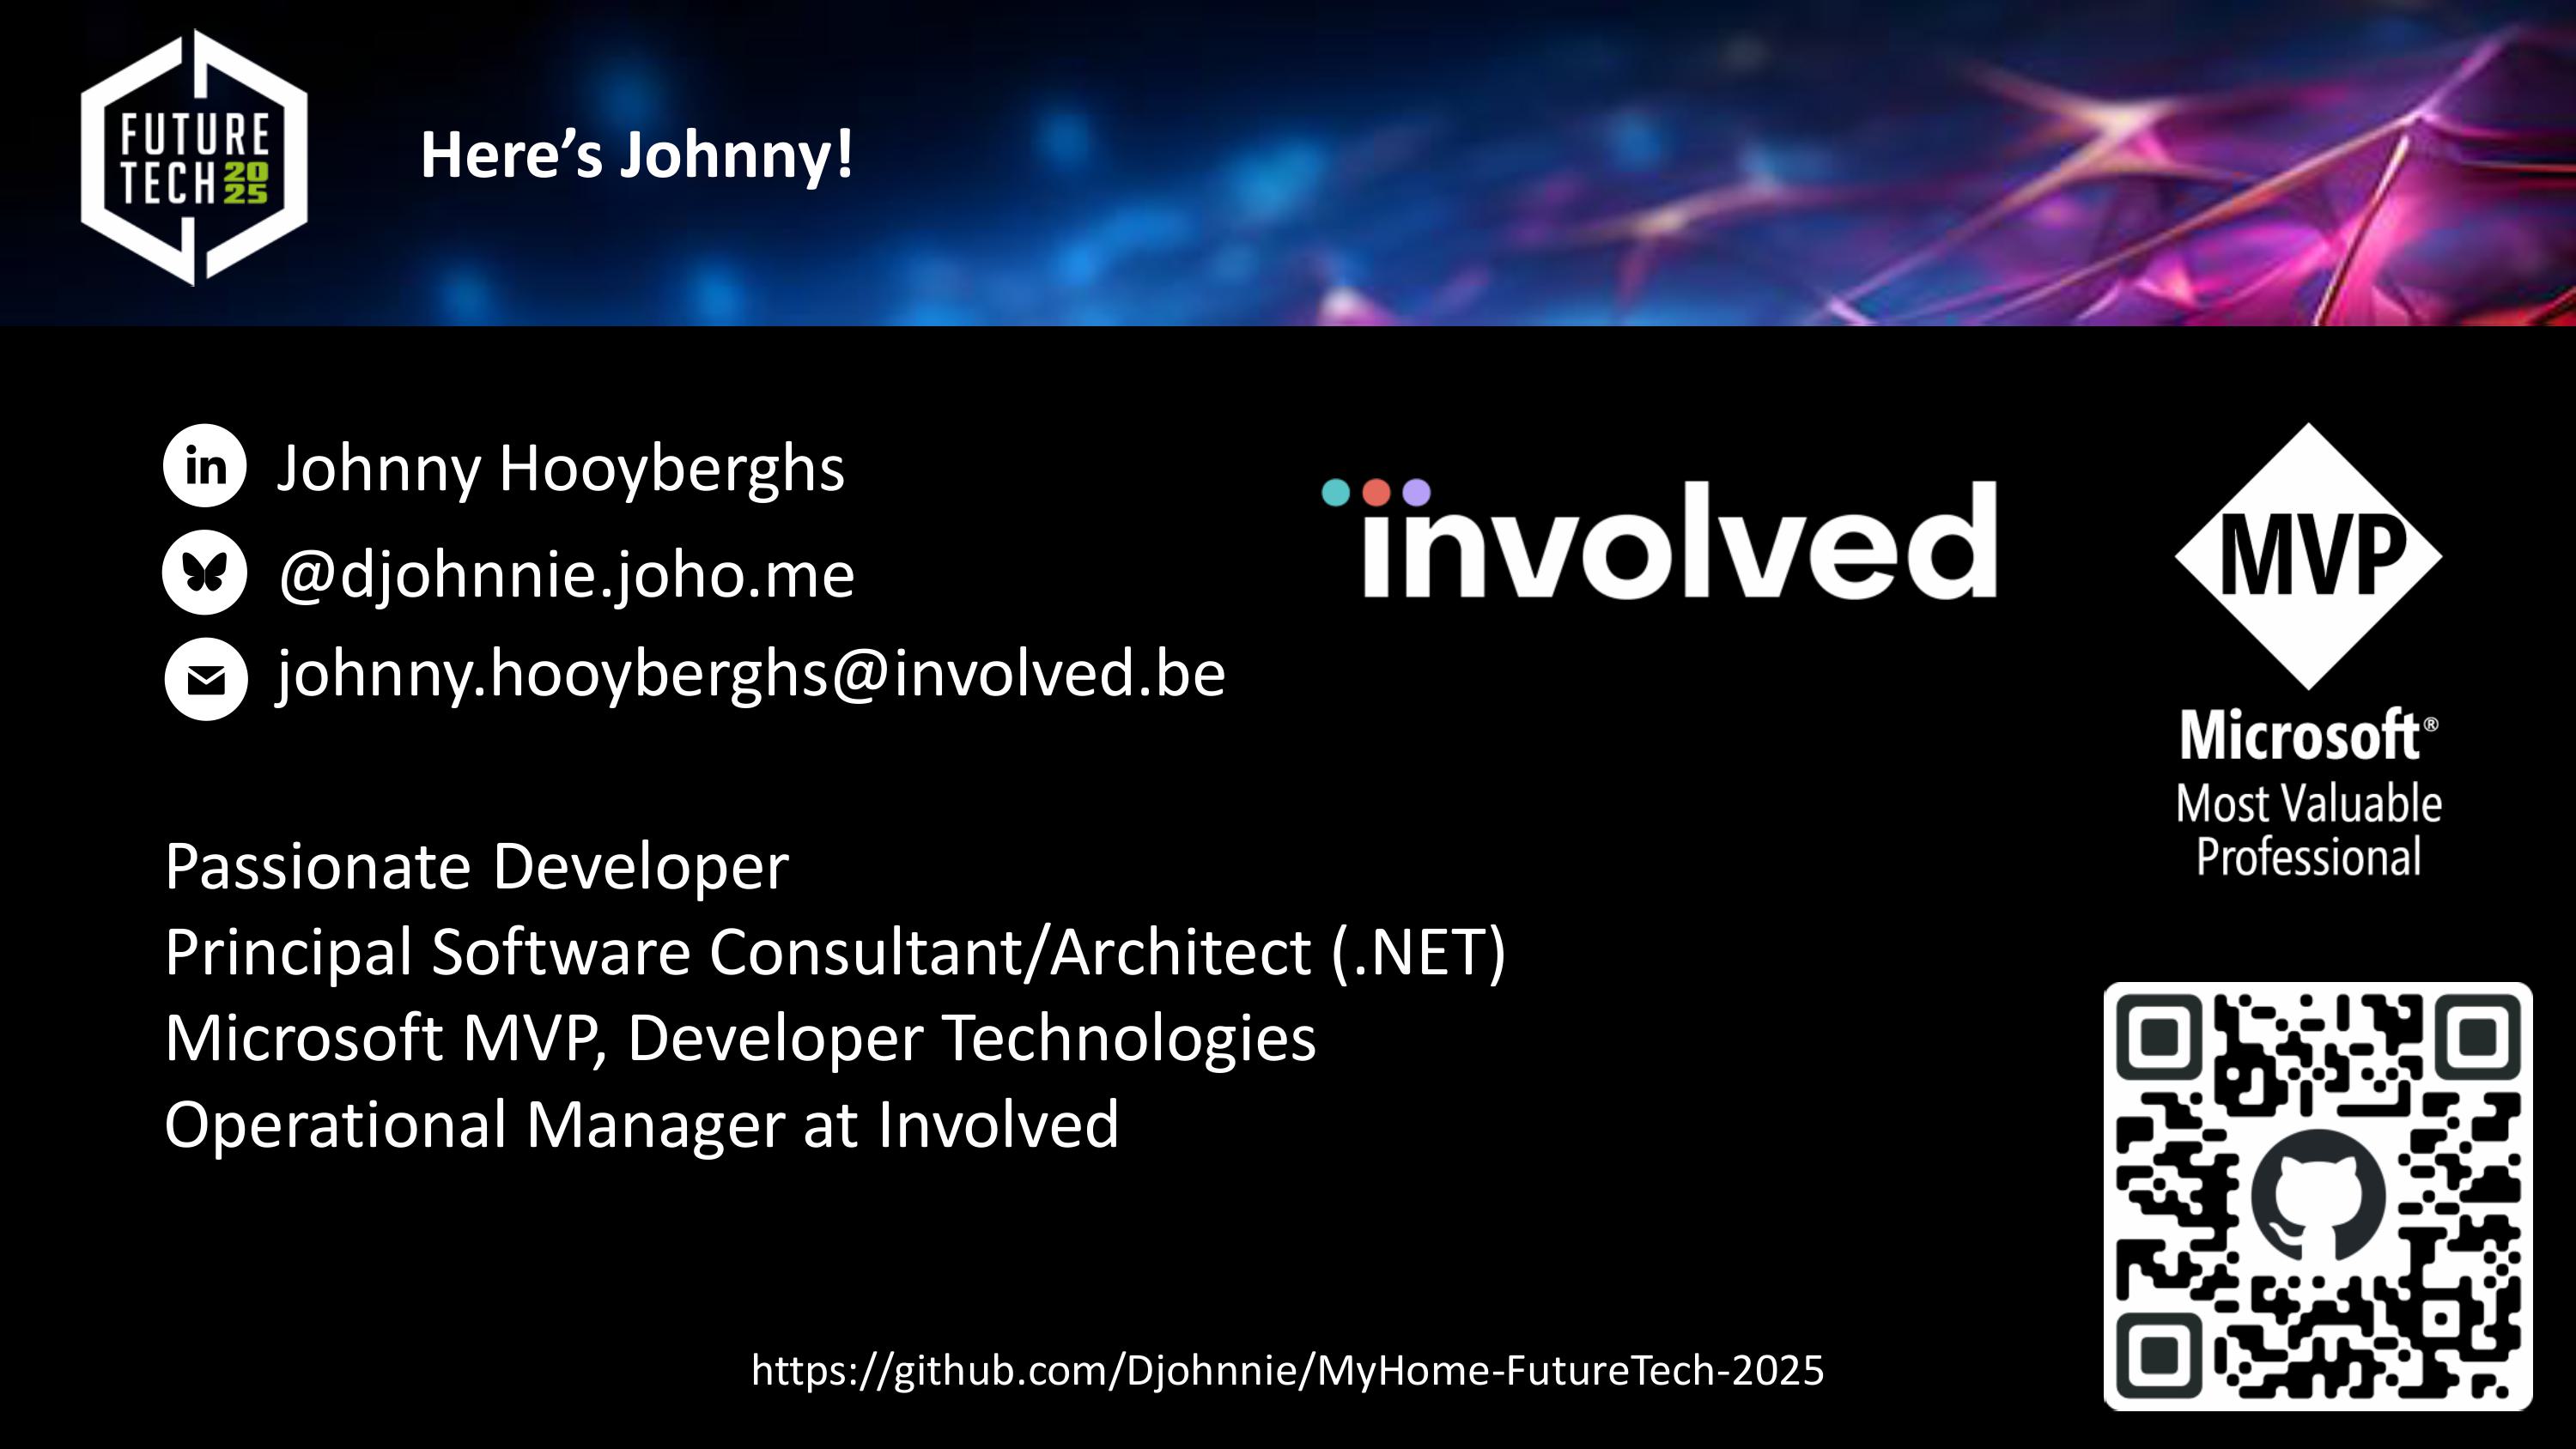 FUTURE
TECH 20
25
Here’s Johnny!
in Johnny Hooyberghs
@djohnnie.joho.me
johnny.hooyberghs@involved.be
involved
MVP
Microsoft®
Most Valuable
Professional
Passionate Developer
Principal Software Consultant/Architect (.NET)
Microsoft MVP, Developer Technologies
Operational Manager at Involved
https://github.com/Djohnnie/MyHome-FutureTech-2025